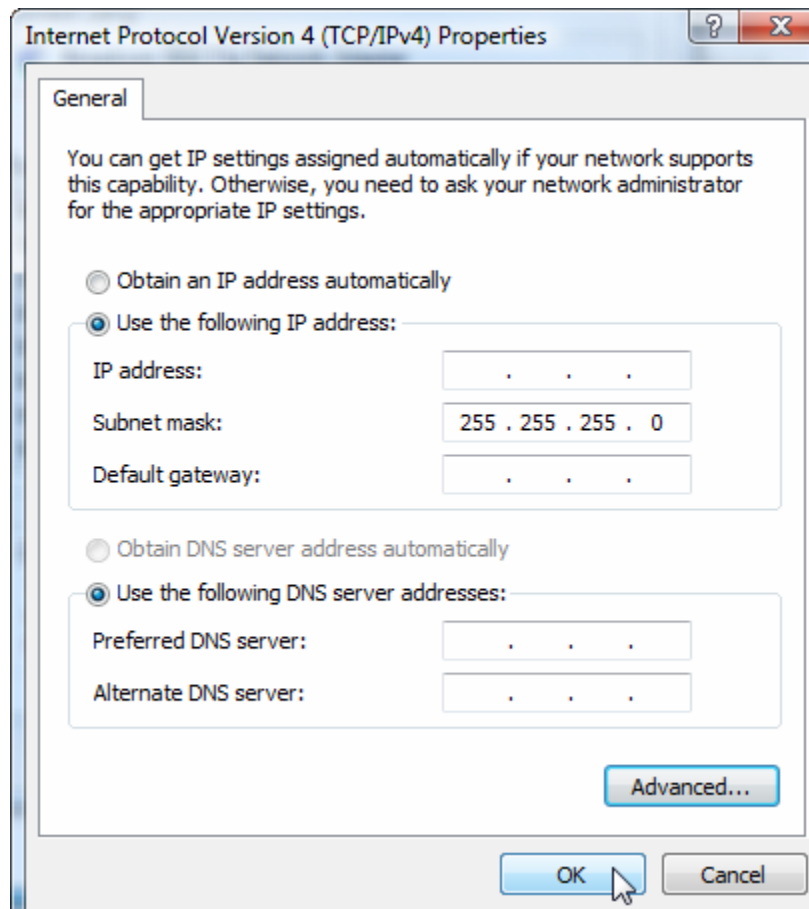 Internet Protocol Version 4 (TCP/IPv4) Properties
?
General
You can get IP settings assigned automatically if your network supports
this capability. Otherwise, you need to ask your network administrator
for the appropriate IP settings.
Obtain an IP address automatically
Use the following IP address:
IP address: . . .
Subnet mask: 255 . 255 . 255 . 0
Default gateway: . . .
Obtain DNS server address automatically
Use the following DNS server addresses:
Preferred DNS server: . . .
Alternate DNS server: . . .
Advanced...
OK Cancel